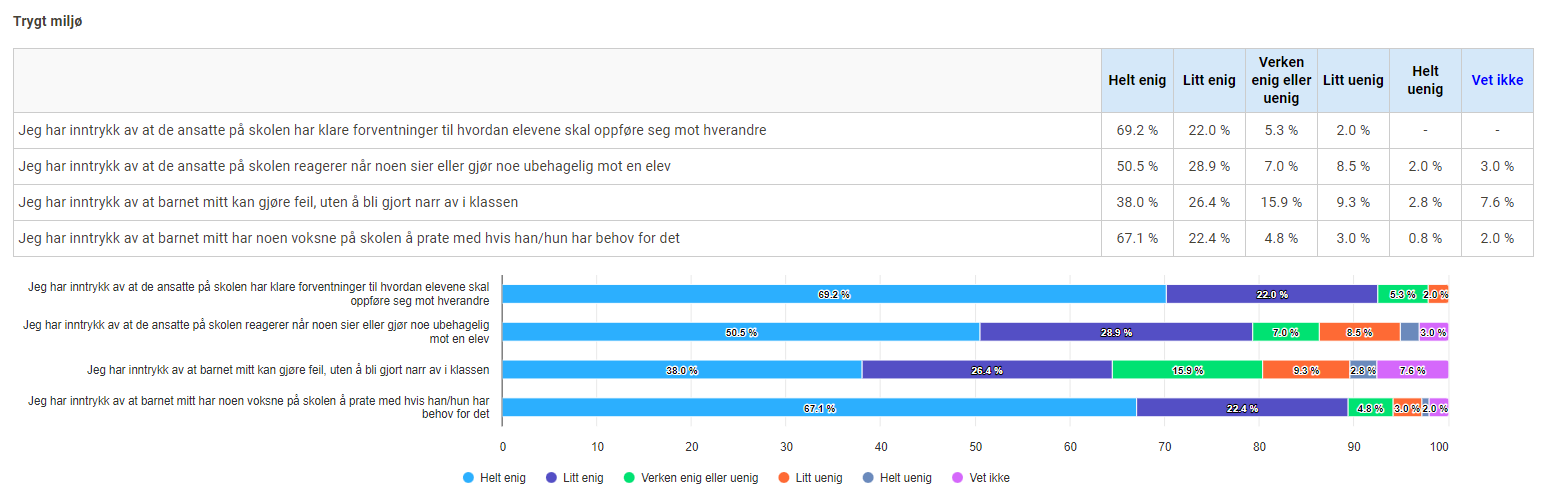 Trygt miljø
Helt enig Litt enig Verken enig eller uenig Litt uenig Helt uenig Vet ikke
Jeg har inntrykk av at de ansatte på skolen har klare forventninger til hvordan elevene skal oppføre seg mot hverandre 69.2 % 22.0 % 5.3 % 2.0 % - -
Jeg har inntrykk av at de ansatte på skolen reagerer når noen sier eller gjør noe ubehagelig mot en elev 50.5 % 28.9 % 7.0 % 8.5 % 2.0 % 3.0 %
Jeg har inntrykk av at barnet mitt kan gjøre feil, uten å bli gjort narr av i klassen 38.0 % 26.4 % 15.9 % 9.3 % 2.8 % 7.6 %
Jeg har inntrykk av at barnet mitt har noen voksne på skolen å prate med hvis han/hun har behov for det 67.1 % 22.4 % 4.8 % 3.0 % 0.8 % 2.0 %
Jeg har inntrykk av at de ansatte på skolen har klare forventninger til hvordan elevene skal
oppføre seg mot hverandre
69.2 % 22.0 % 5.3 % 2.0 %
Jeg har inntrykk av at de ansatte på skolen reagerer når noen sier eller gjør noe ubehagelig
mot en elev
50.5 % 28.9 % 7.0 % 8.5 % 3.0 %
Jeg har inntrykk av at barnet mitt kan gjøre feil, uten å bli gjort narr av i klassen
38.0 % 26.4 % 15.9 % 9.3 % 2.8 % 7.6 %
Jeg har inntrykk av at barnet mitt har noen voksne på skolen å prate med hvis han/hun har
behov for det
67.1 % 22.4 % 4.8 % 3.0 % 2.0 %
0 10 20 30 40 50 60 70 80 90 100
Helt enig Litt enig Verken enig eller uenig Litt uenig Helt uenig Vet ikke